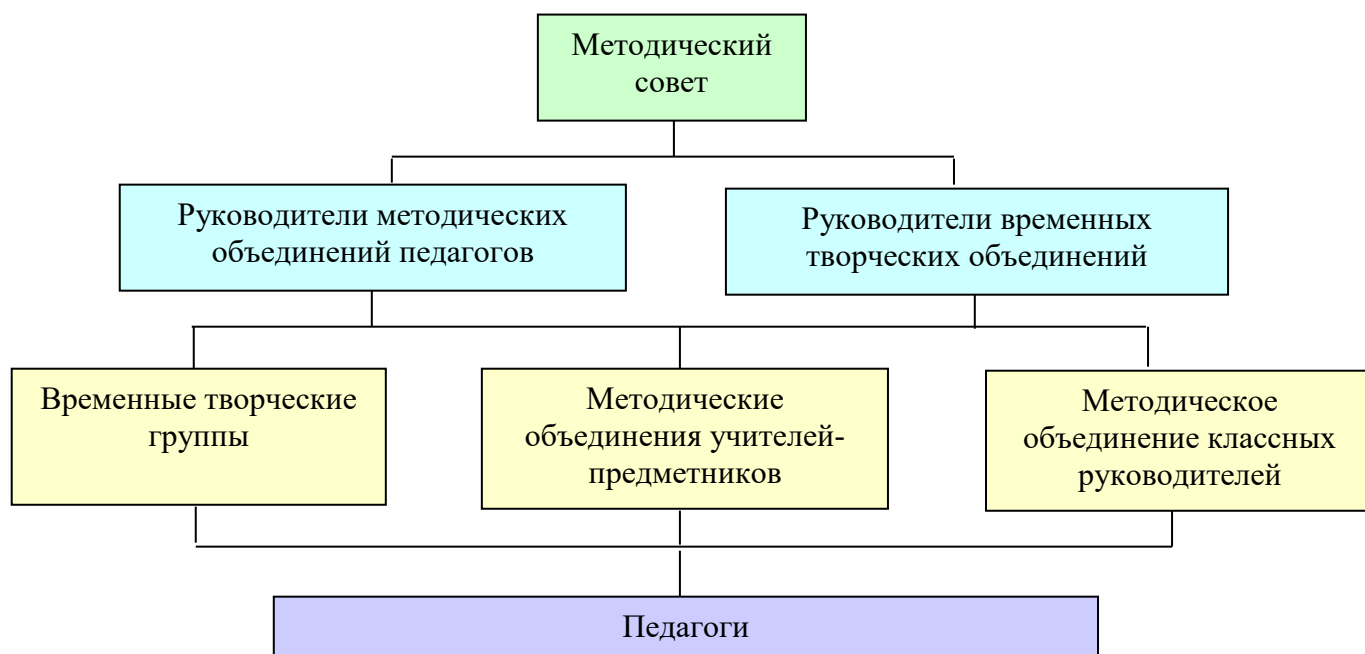 Методический
совет
Руководители методических
объединений педагогов
Руководители временных
творческих объединений
Временные творческие
группы
Методические
объединения учителей-
предметников
Методическое
объединение классных
руководителей
Педагоги